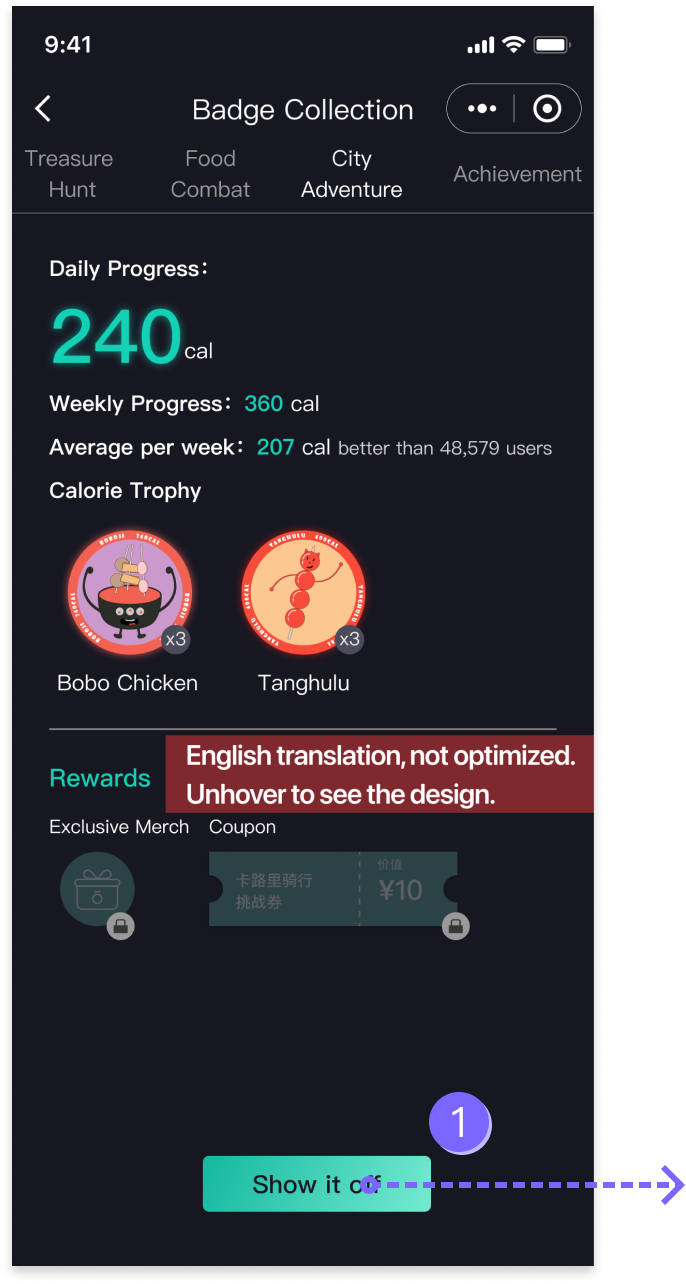 9:41
Badge Collection
Treasure
Hunt
Food
Combat
City
Adventure
Achievement
Daily Progress：
240 cal
Weekly Progress： 360 cal
Average per week： 207 cal better than 48,579 users
Calorie Trophy
BOBOJI
TANGHULU
x3
x3
Bobo Chicken
Tanghulu
English translation, not optimized.
Unhover to see the design.
Rewards
Exclusive Merch
Coupon
卡路里骑行
挑战券
价值
¥10
1
Show it off